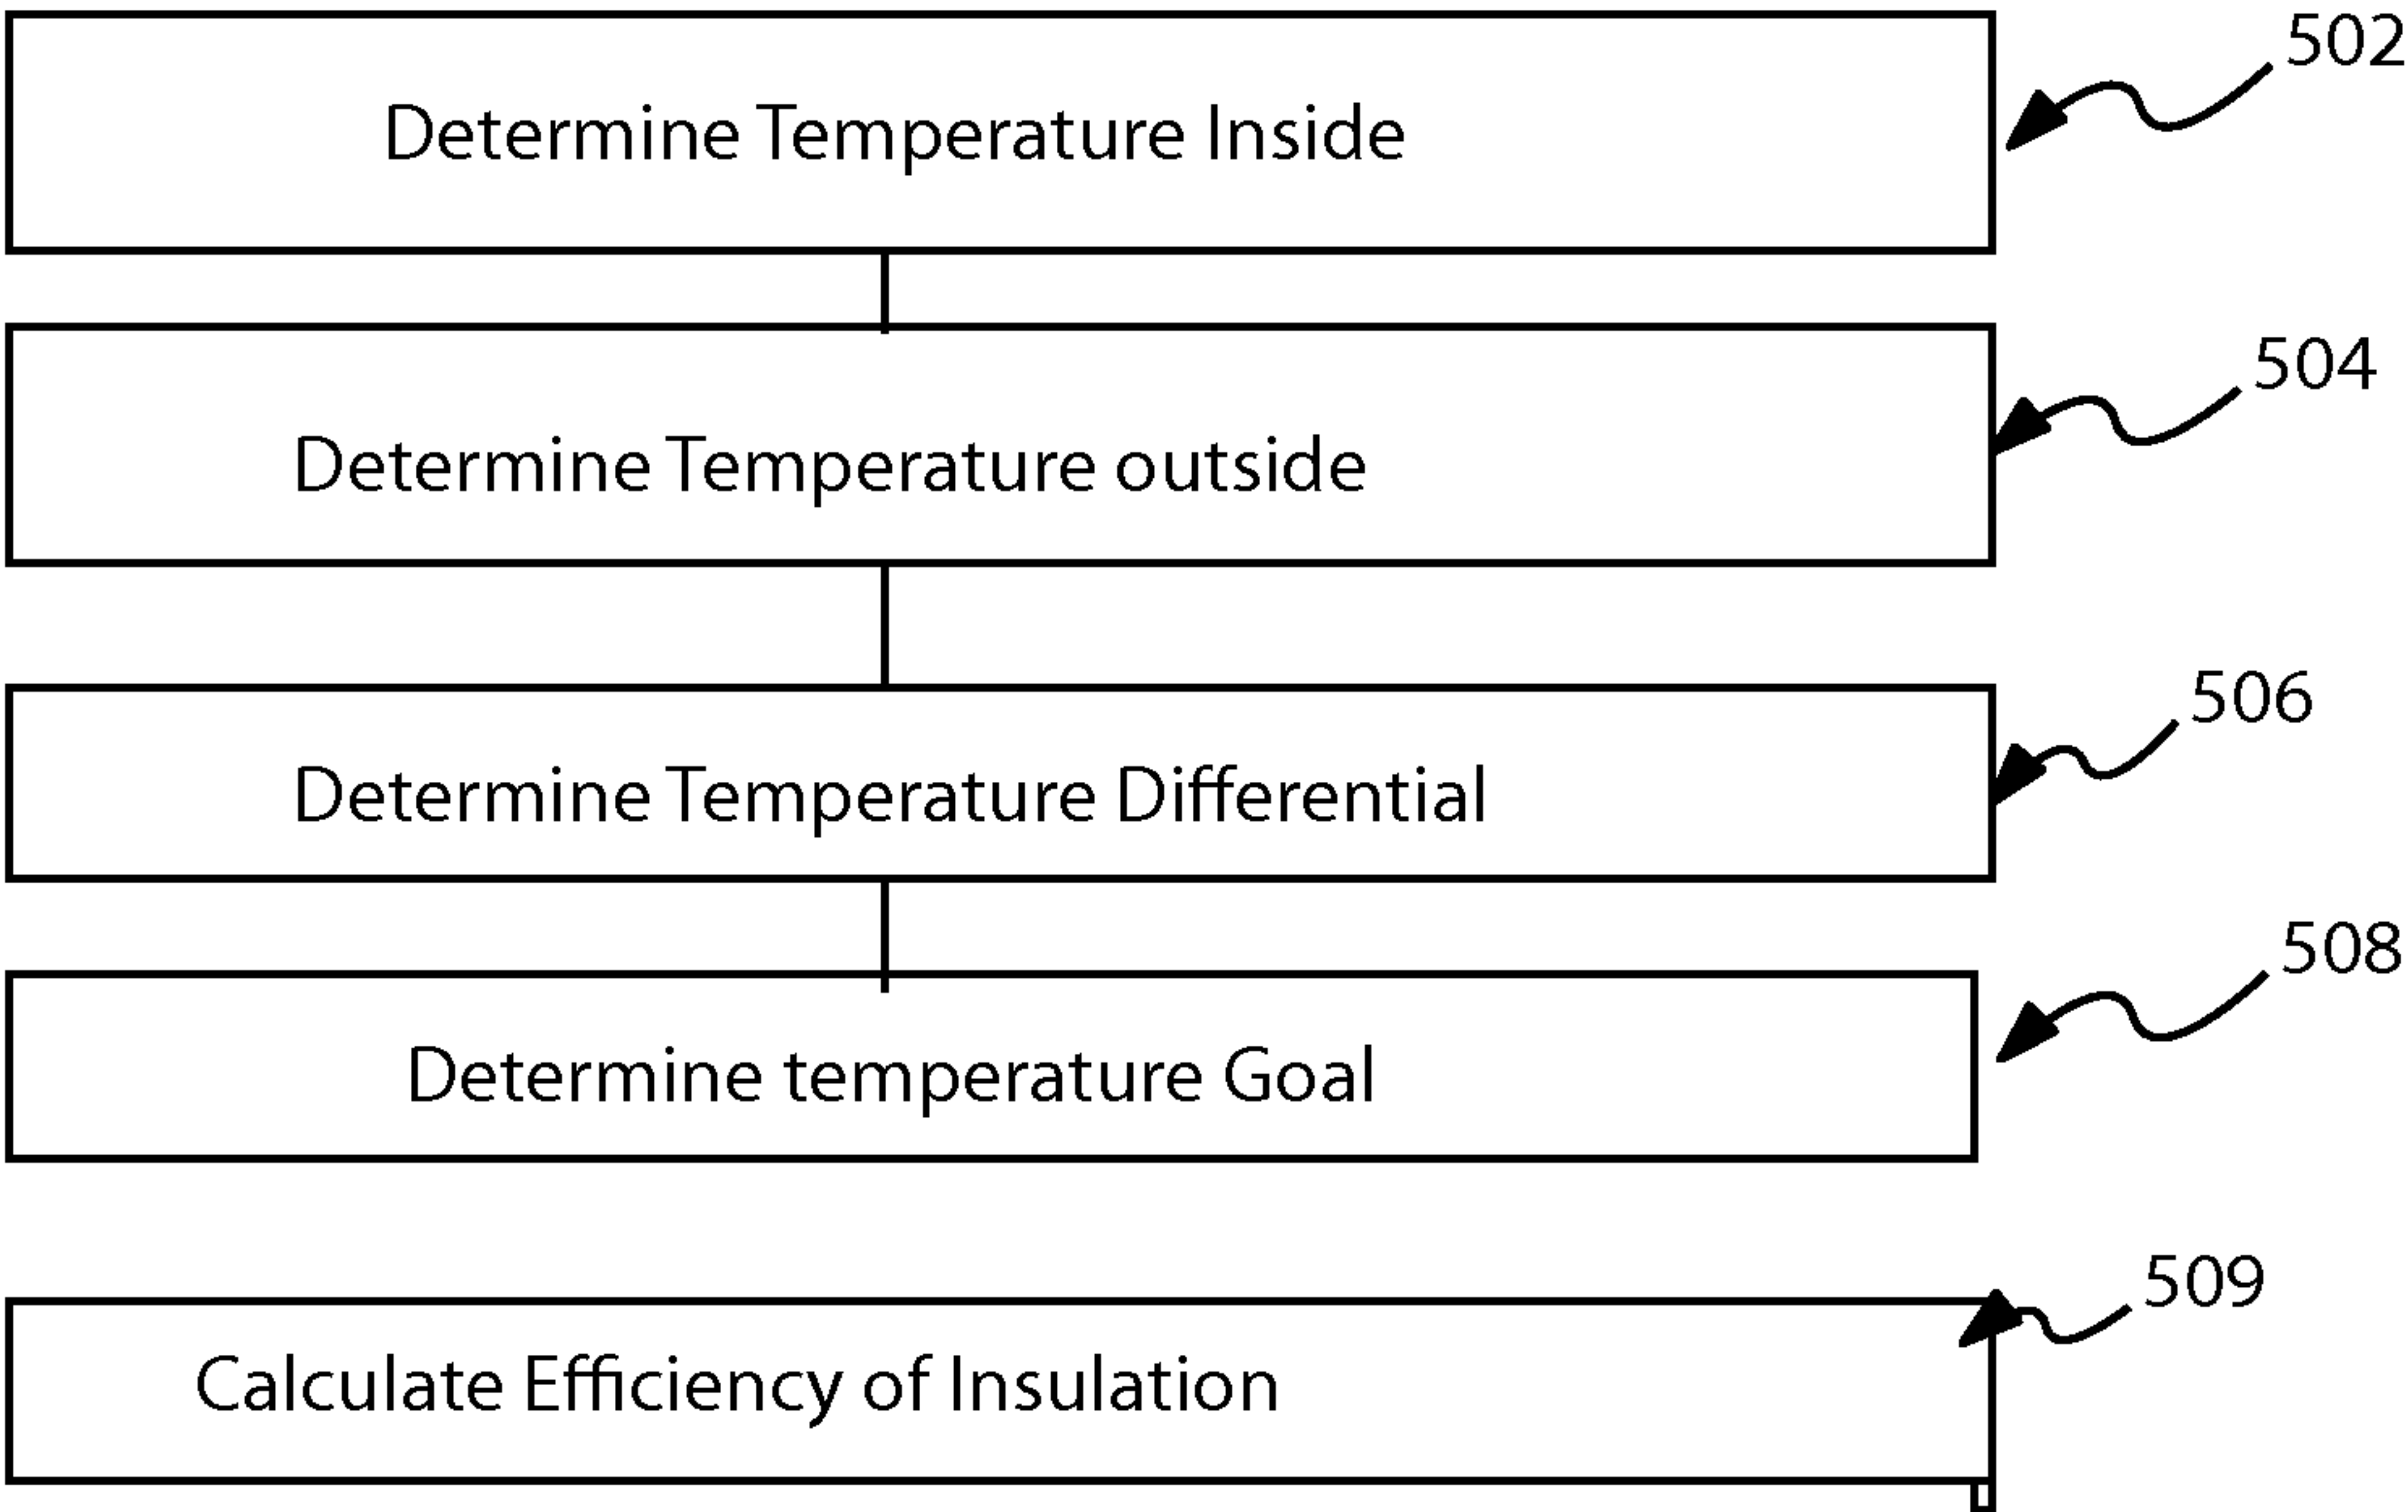 502
Determine Temperature Inside
504
Determine Temperature outside
506
Determine Temperature Differential
508
Determine temperature Goal
509
Calculate Efficiency of Insulation